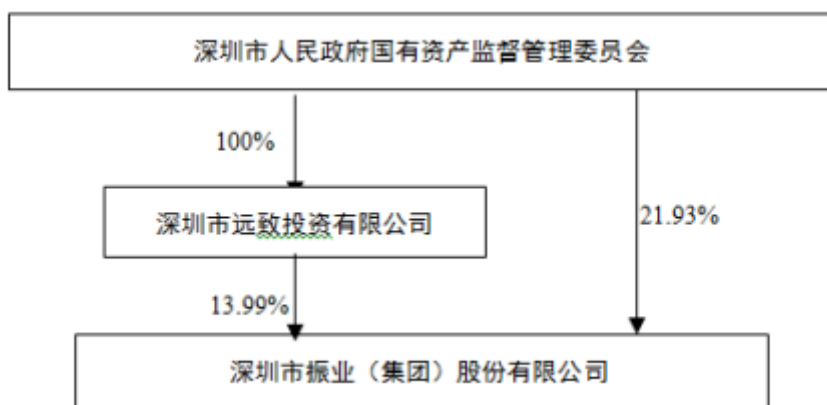 深圳市人民政府国有资产监督管理委员会
100%
深圳市远致投资有限公司
21.93%
13.99%
深圳市振业（集团）股份有限公司